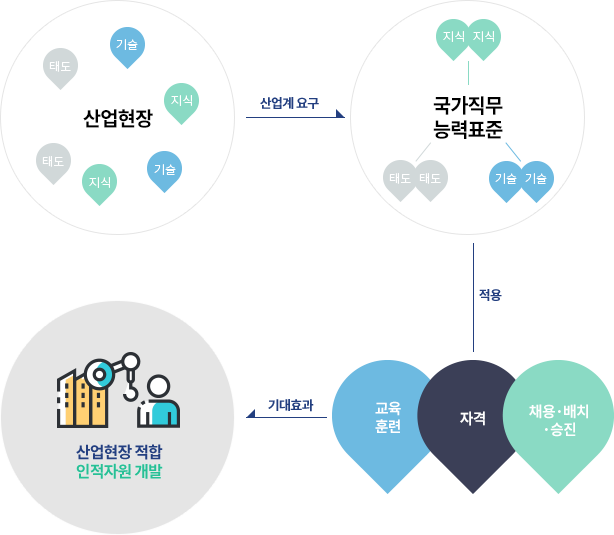 기슬
태도
지식
산업현장
태도
지식
기술
산업계 요구
지식 지식
국가직무
능력표준
태도 태도
기술 기술
적용
교육
훈련
자격
채용·배치
·승진
기대효과
산업현장 적합
인적자원 개발